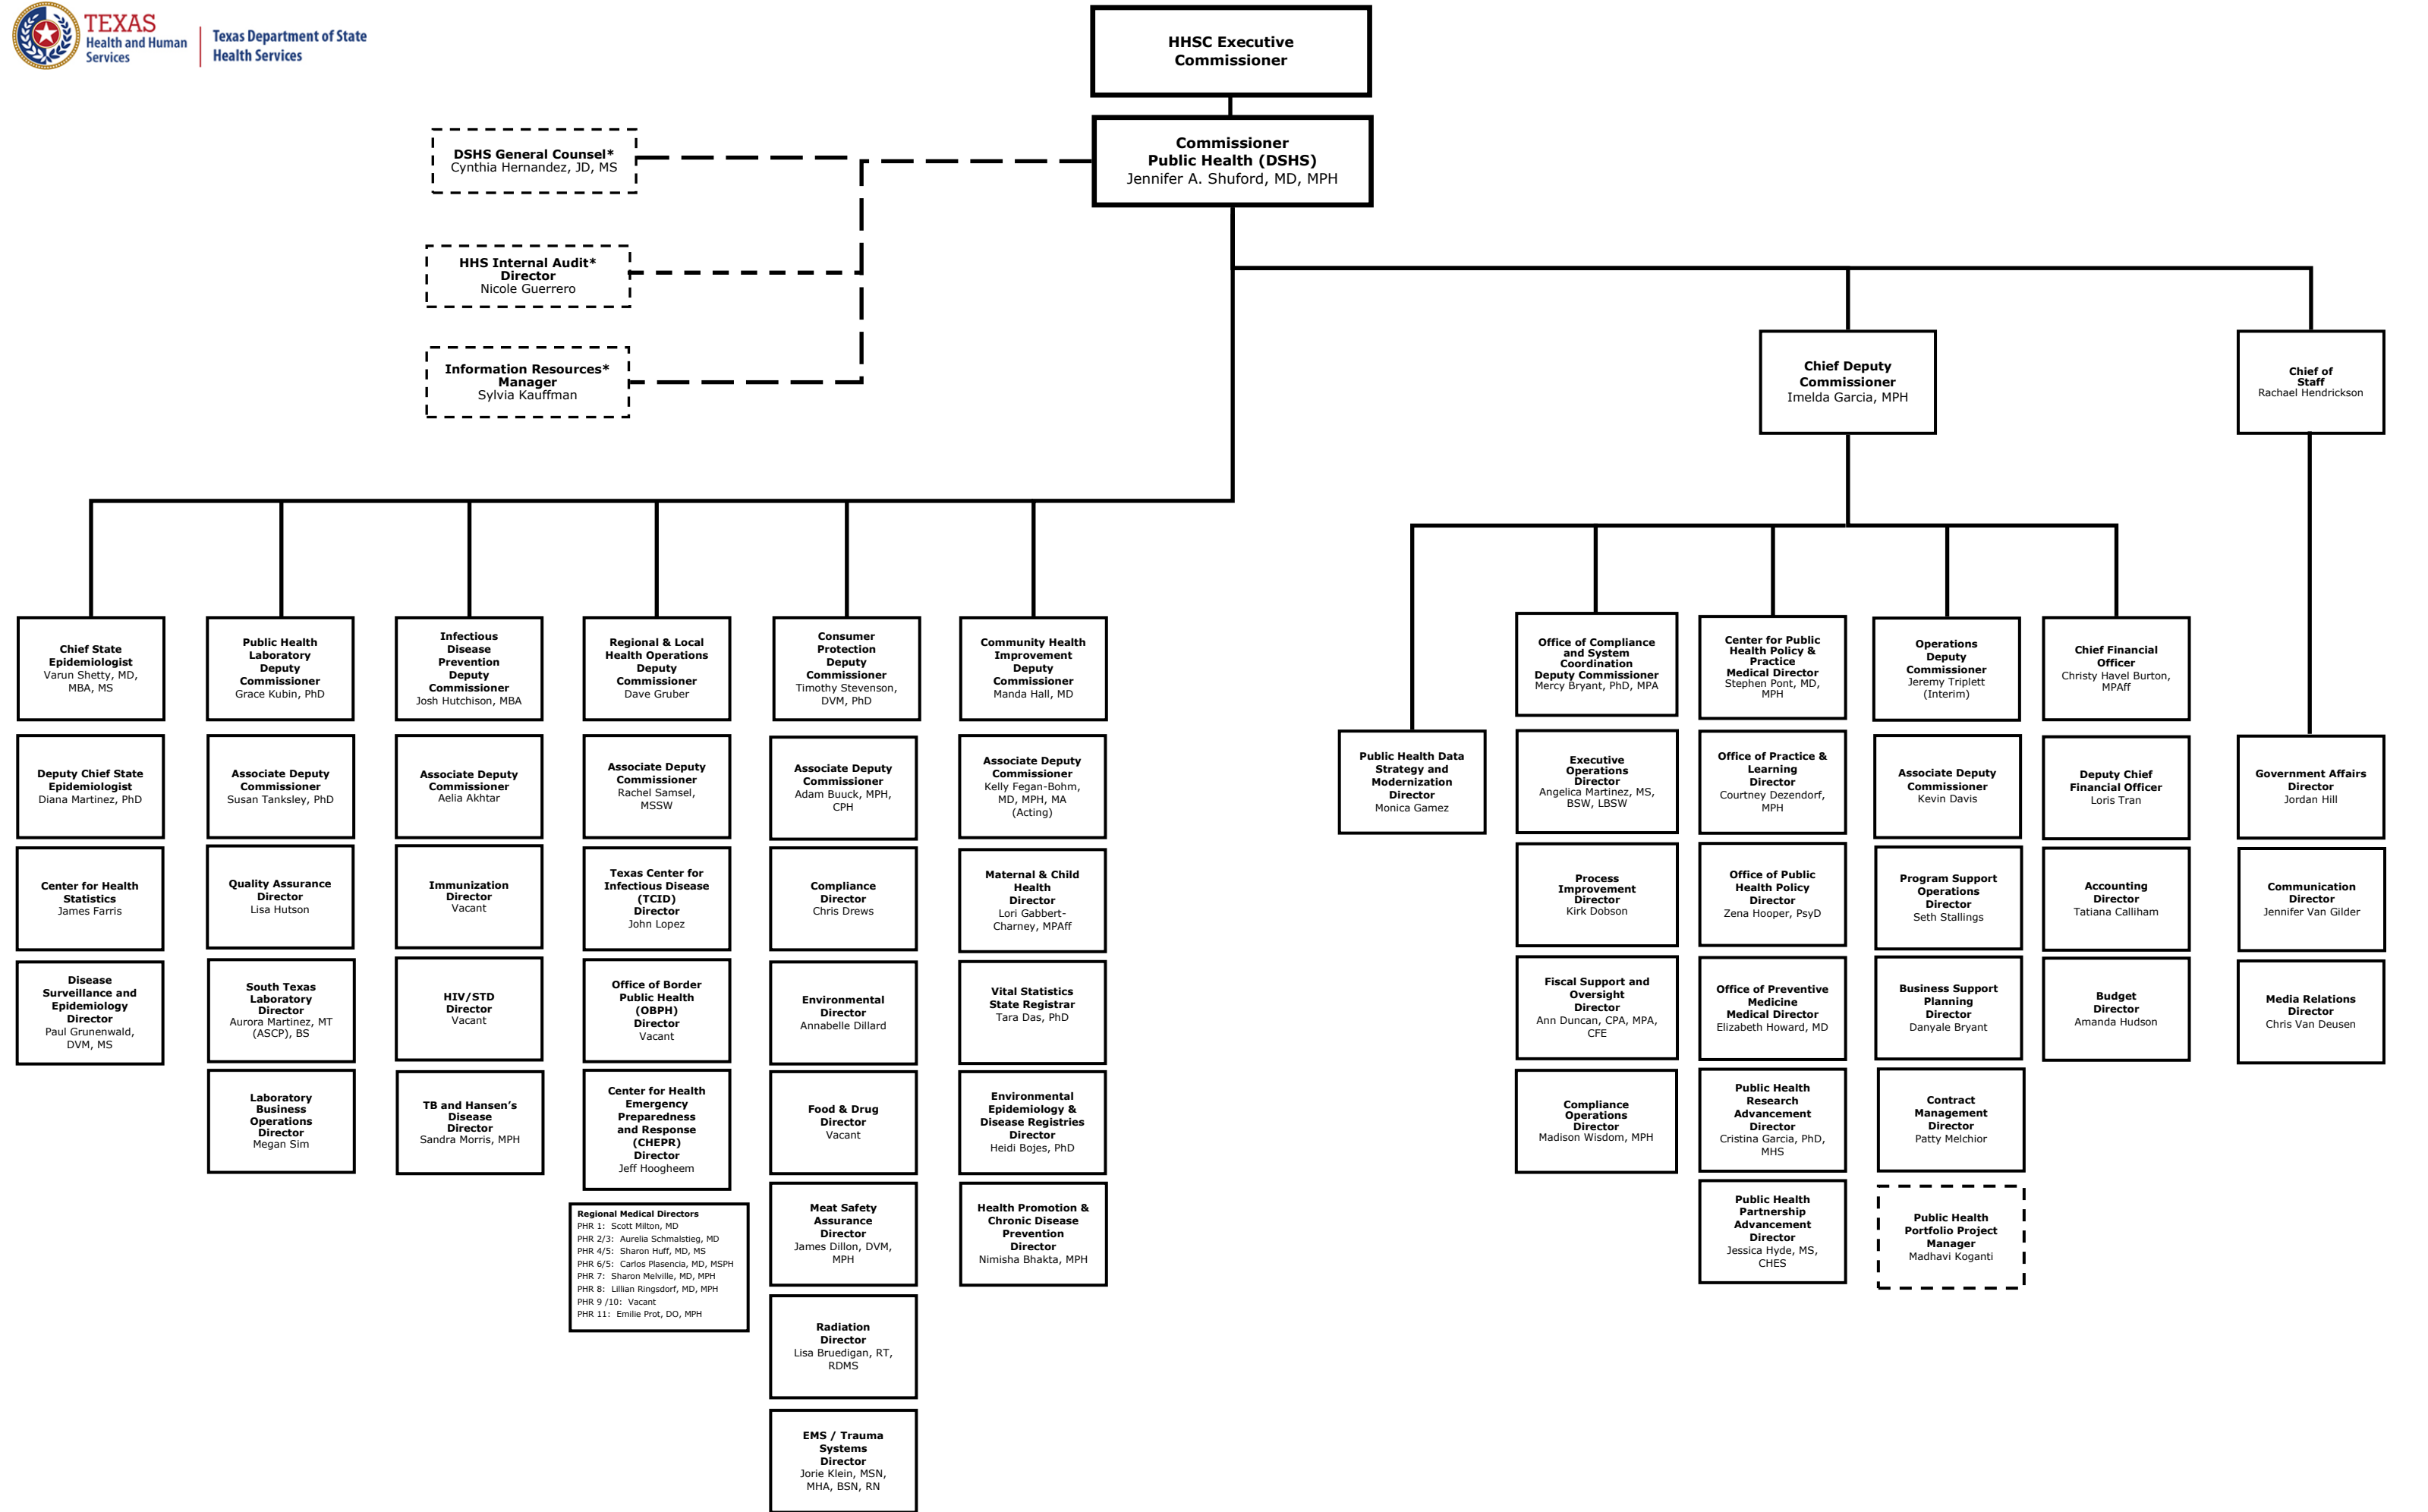 TEXAS
Health and Human
Services
Texas Department of State
Health Services
HHSC Executive
Commissioner
Commissioner
Public Health (DSHS)
Jennifer A. Shuford, MD, MPH
DSHS General Counsel*
Cynthia Hernandez, JD, MS
HHS Internal Audit*
Director
Nicole Guerrero
Information Resources*
Manager
Sylvia Kauffman
Chief Deputy
Commissioner
Imelda Garcia, MPH
Chief of
Staff
Rachael Hendrickson
Chief State
Epidemiologist
Varun Shetty, MD,
MBA, MS
Deputy Chief State
Epidemiologist
Diana Martinez, PhD
Center for Health
Statistics
James Farris
Disease
Surveillance and
Epidemiology
Director
Paul Grunenwald,
DVM, MS
Public Health
Laboratory
Deputy
Commissioner
Grace Kubin, PhD
Associate Deputy
Commissioner
Susan Tanksley, PhD
Quality Assurance
Director
Lisa Hutson
South Texas
Laboratory
Director
Aurora Martinez, MT
(ASCP), BS
Laboratory
Business
Operations
Director
Megan Sim
Infectious
Disease
Prevention
Deputy
Commissioner
Josh Hutchison, MBA
Associate Deputy
Commissioner
Aelia Akhtar
Immunization
Director
Vacant
HIV/STD
Director
Vacant
TB and Hansen's
Disease
Director
Sandra Morris, MPH
Regional & Local
Health Operations
Deputy
Commissioner
Dave Gruber
Associate Deputy
Commissioner
Rachel Samsel,
MSSW
Texas Center for
Infectious Disease
(TCID)
Director
John Lopez
Office of Border
Public Health
(OBPH)
Director
Vacant
Center for Health
Emergency
Preparedness
and Response
(CHEPR)
Director
Jeff Hoogheem
Regional Medical Directors
PHR 1: Scott Milton, MD
PHR 2/3: Aurelia Schmalstieg, MD
PHR 4/5: Sharon Huff, MD, MS
PHR 6/5: Carlos Plasencia, MD, MSPH
PHR 7: Sharon Melville, MD, MPH
PHR 8: Lillian Ringsdorf, MD, MPH
PHR 9 /10: Vacant
PHR 11: Emilie Prot, DO, MPH
Consumer
Protection
Deputy
Commissioner
Timothy Stevenson,
DVM, PhD
Associate Deputy
Commissioner
Adam Buuck, MPH,
CPH
Compliance
Director
Chris Drews
Environmental
Director
Annabelle Dillard
Food & Drug
Director
Vacant
Meat Safety
Assurance
Director
James Dillon, DVM,
MPH
Radiation
Director
Lisa Bruedigan, RT,
RDMS
EMS / Trauma
Systems
Director
Jorie Klein, MSN,
MHA, BSN, RN
Community Health
Improvement
Deputy
Commissioner
Manda Hall, MD
Associate Deputy
Commissioner
Kelly Fegan-Bohm,
MD, MPH, MA
(Acting)
Maternal & Child
Health
Director
Lori Gabbert-
Charney, MPAff
Vital Statistics
State Registrar
Tara Das, PhD
Environmental
Epidemiology &
Disease Registries
Director
Heidi Bojes, PhD
Health Promotion &
Chronic Disease
Prevention
Director
Nimisha Bhakta, MPH
Public Health Data
Strategy and
Modernization
Director
Monica Gamez
Office of Compliance
and System
Coordination
Deputy Commissioner
Mercy Bryant, PhD, MPA
Executive
Operations
Director
Angelica Martinez, MS,
BSW, LBSW
Process
Improvement
Director
Kirk Dobson
Fiscal Support and
Oversight
Director
Ann Duncan, CPA, MPA,
CFE
Compliance
Operations
Director
Madison Wisdom, MPH
Center for Public
Health Policy &
Practice
Medical Director
Stephen Pont, MD,
MPH
Office of Practice &
Learning
Director
Courtney Dezendorf,
MPH
Office of Public
Health Policy
Director
Zena Hooper, PsyD
Office of Preventive
Medicine
Medical Director
Elizabeth Howard, MD
Public Health
Research
Advancement
Director
Cristina Garcia, PhD,
MHS
Public Health
Partnership
Advancement
Director
Jessica Hyde, MS,
CHES
Operations
Deputy
Commissioner
Jeremy Triplett
(Interim)
Associate Deputy
Commissioner
Kevin Davis
Program Support
Operations
Director
Seth Stallings
Business Support
Planning
Director
Danyale Bryant
Contract
Management
Director
Patty Melchior
Public Health
Portfolio Project
Manager
Madhavi Koganti
Chief Financial
Officer
Christy Havel Burton,
MPAff
Deputy Chief
Financial Officer
Loris Tran
Accounting
Director
Tatiana Calliham
Budget
Director
Amanda Hudson
Government Affairs
Director
Jordan Hill
Communication
Director
Jennifer Van Gilder
Media Relations
Director
Chris Van Deusen